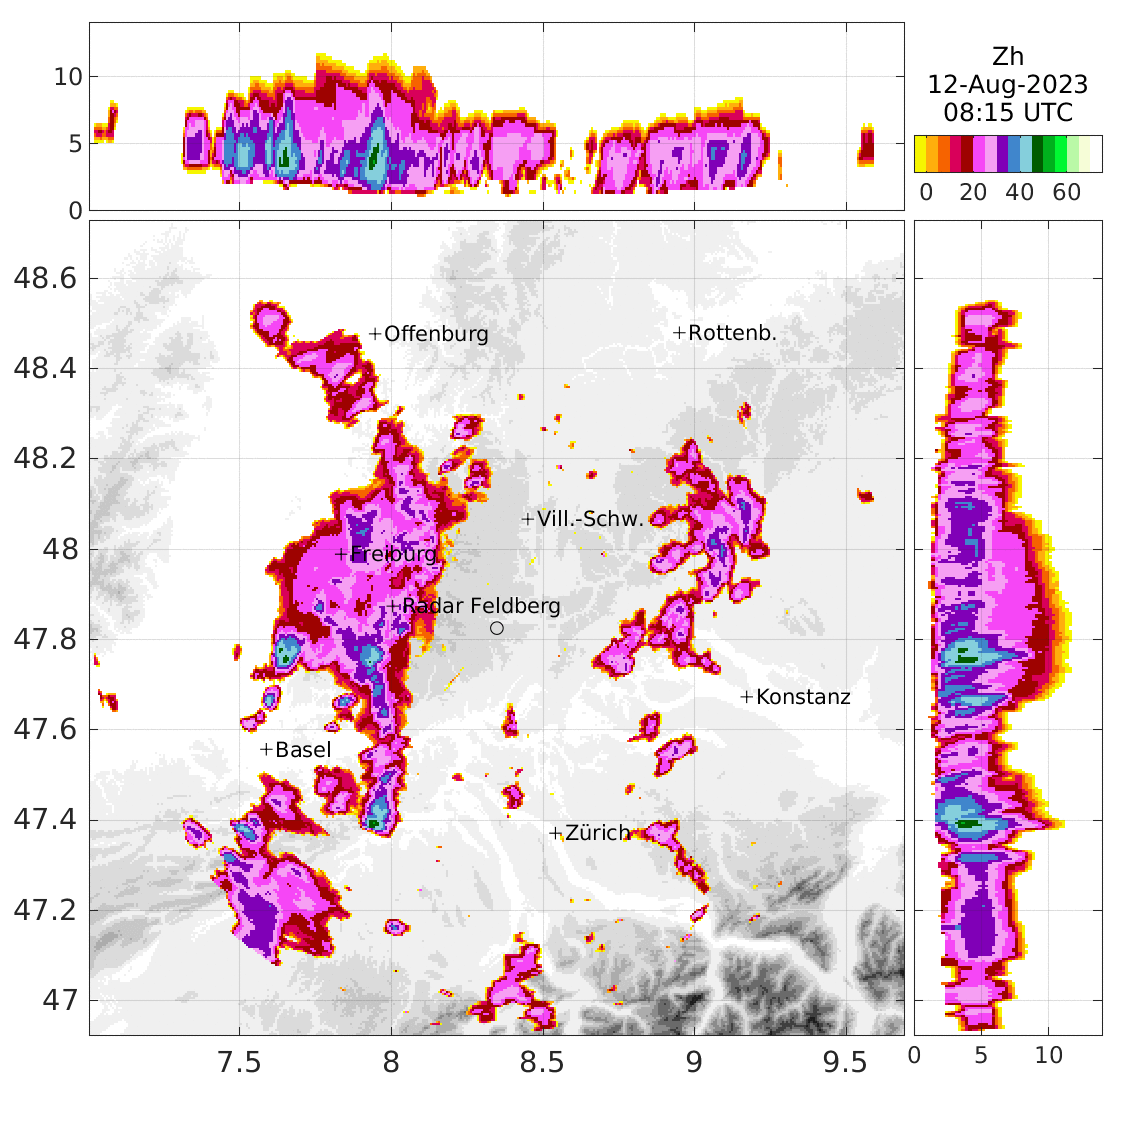 10
5
0
Zh
12-Aug-2023
08:15 UTC
0 20 40 60
48.6
48.4
48.2
48
47.8
47.6
47.4
47.2
47
+Offenburg
+Rottenb.
+Vill.-Schw.
+Freiburg
+Radar Feldberg
+Konstanz
+Basel
+Zürich
7.5 8 8.5 9 9.5
0 5 10